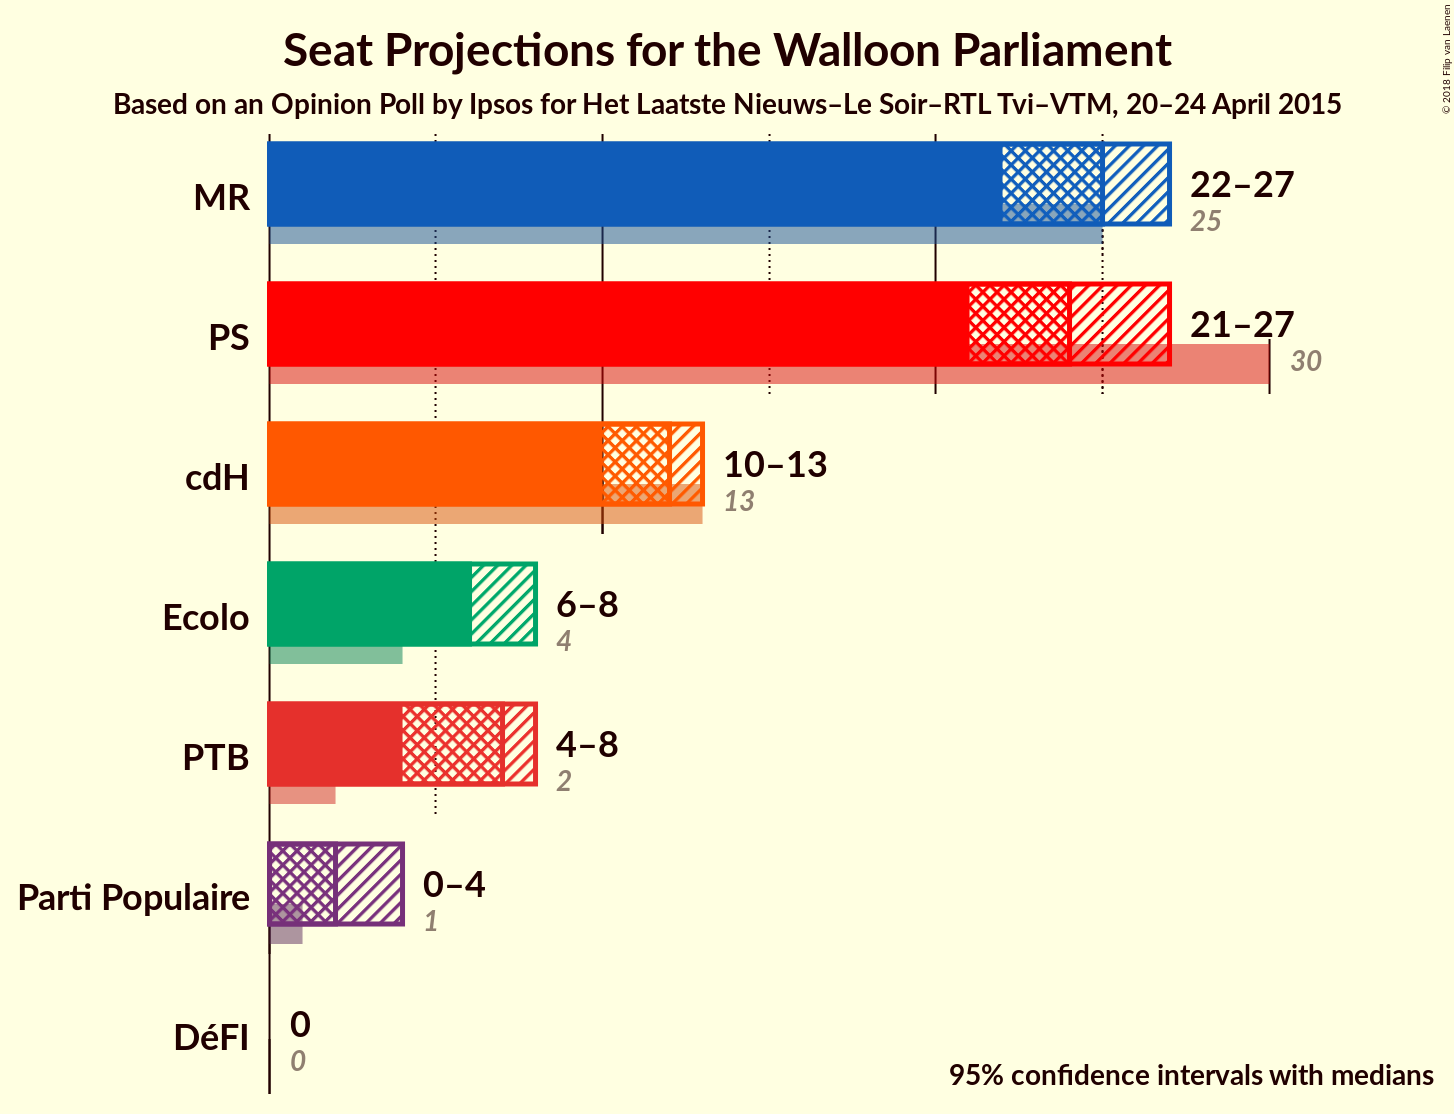 Seat Projections for the Walloon Parliament
Based on an Opinion Poll by Ipsos for Het Laatste Nieuws–Le Soir–RTL Tvi–VTM, 20–24 April 2015
© 2018 Filip van Laenen
MR
22–27
25
PS
21–27
30
cdH
10–13
13
Ecolo
6–8
4
PTB
4–8
2
Parti Populaire
0–4
1
DéFI
0
0
95% confidence intervals with medians